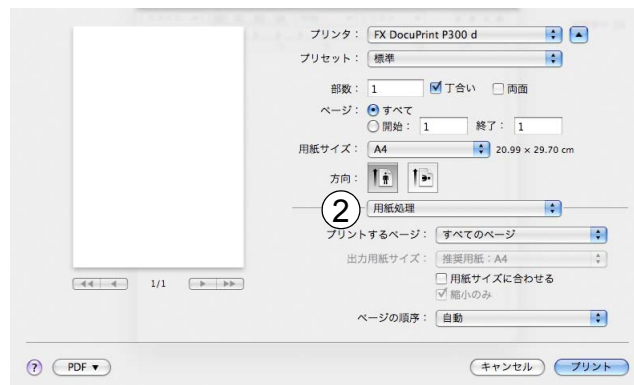 プリンタ： FX DocuPrint P300 d
プリセット： 標準
部数： 1 丁合い 両面
ページ： すべて
開始： 1 終了： 1
用紙サイズ： A4 20.99 × 29.70 cm
方向：
2 用紙処理
プリントするページ： すべてのページ
出力用紙サイズ： 推奨用紙：A4
用紙サイズに合わせる
縮小のみ
1/1
ページの順序： 自動
? PDF ▼ キャンセル プリント